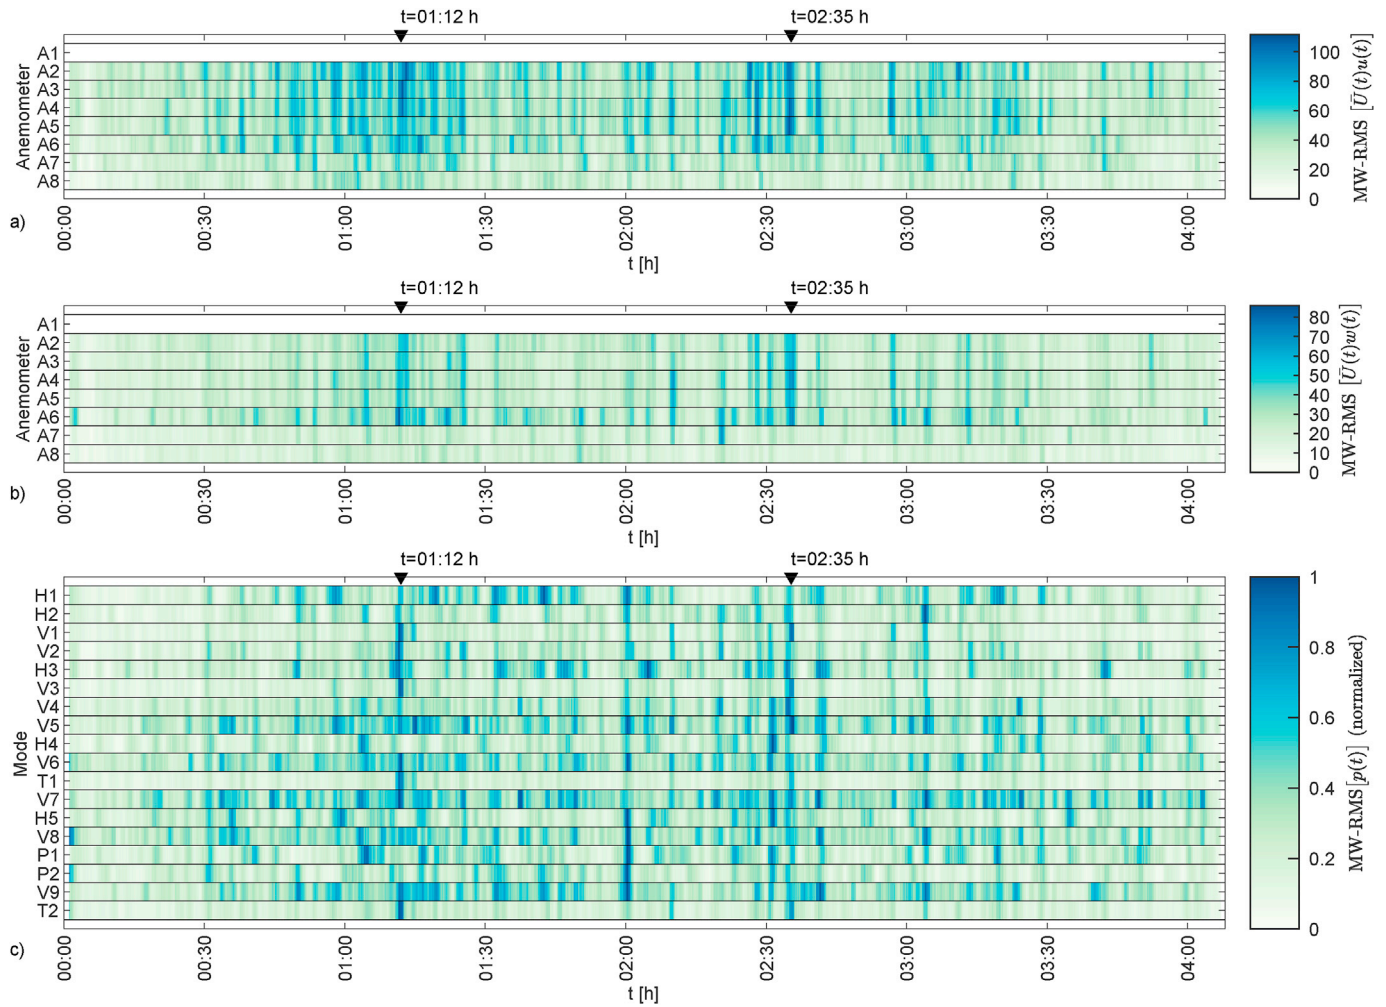 t=01:12 h t=02:35 h
A1
A2
A3
A4
A5
A6
A7
A8
Anemometer
a)
00:00 00:30 01:00 01:30 02:00 02:30 03:00 03:30 04:00
t [h]
100
80
60
40
20
0
MW-RMS [Ū(t)u(t)]
t=01:12 h t=02:35 h
A1
A2
A3
A4
A5
A6
A7
A8
Anemometer
b)
00:00 00:30 01:00 01:30 02:00 02:30 03:00 03:30 04:00
t [h]
80
70
60
50
40
30
20
10
0
MW-RMS [Ū(t)w(t)]
t=01:12 h t=02:35 h
H1
H2
V1
V2
H3
V3
V4
V5
H4
V6
T1
V7
H5
V8
P1
P2
V9
T2
Mode
c)
00:00 00:30 01:00 01:30 02:00 02:30 03:00 03:30 04:00
t [h]
1
0.8
0.6
0.4
0.2
0
MW-RMS[p(t)] (normalized)